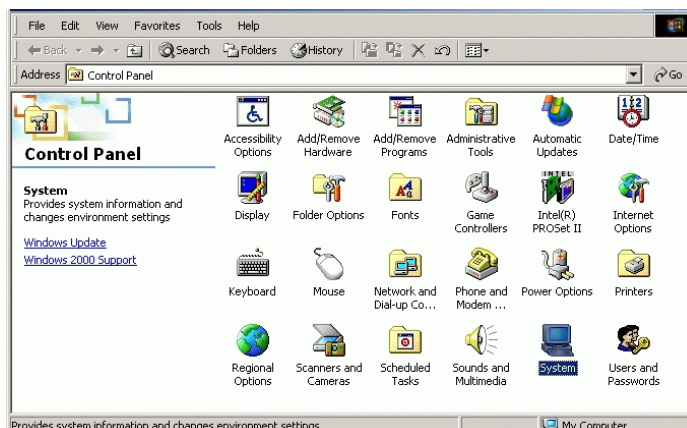 File Edit View Favorites Tools Help
Back Search Folders History
Address Control Panel Go
Control Panel
System
Provides system information and
changes environment settings
Windows Update
Windows 2000 Support
Accessibility
Options
Add/Remove
Hardware
Add/Remove
Programs
Administrative
Tools
Automatic
Updates
Date/Time
Display
Folder Options
Fonts
Game
Controllers
Intel(R)
PROSet II
Internet
Options
Keyboard
Mouse
Network and
Dial-up Co...
Phone and
Modem ...
Power Options
Printers
Regional
Options
Scanners and
Cameras
Scheduled
Tasks
Sounds and
Multimedia
System
Users and
Passwords
Provides system information and changes environment settings
My Computer